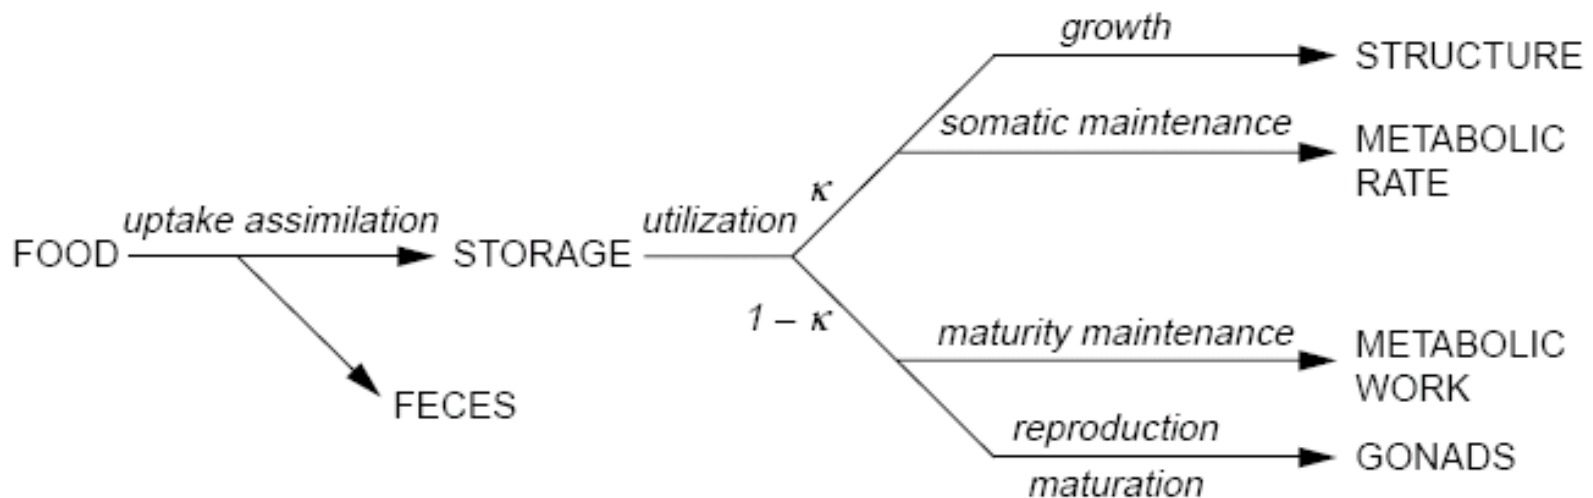 growth
STRUCTURE
somatic maintenance
METABOLIC
RATE
κ
uptake assimilation
utilization
FOOD
STORAGE
1 – κ
maturity maintenance
METABOLIC
WORK
FECES
reproduction
GONADS
maturation